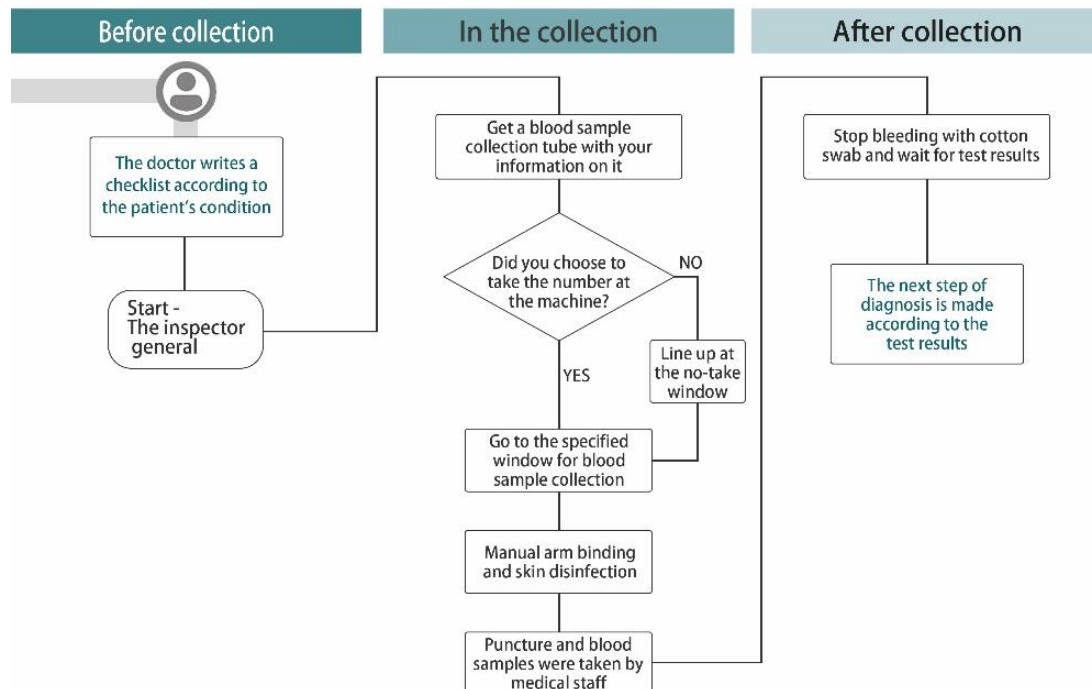 Before collection
The doctor writes a
checklist according to
the patient's condition
Start -
The inspector
general
In the collection
Get a blood sample
collection tube with your
information on it
Did you choose to
take the number at
the machine?
NO
YES
Line up at
the no-take
window
Go to the specified
window for blood
sample collection
Manual arm binding
and skin disinfection
Puncture and blood
samples were taken by
medical staff
After collection
Stop bleeding with cotton
swab and wait for test results
The next step of
diagnosis is made
according to the
test results